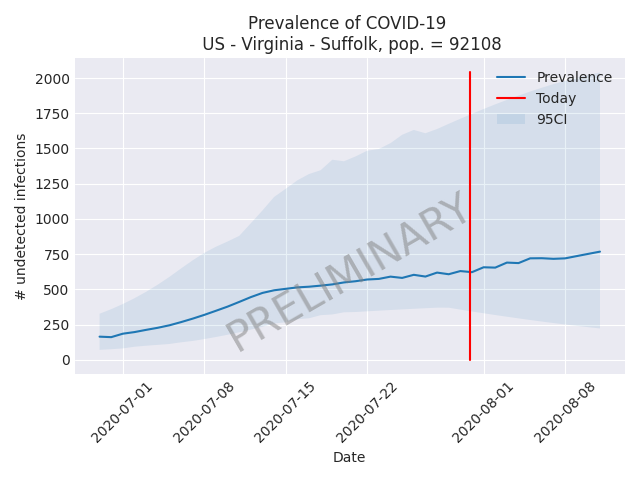 Prevalence of COVID-19
US - Virginia - Suffolk, pop. = 92108
Prevalence
Today
95CI
PRELIMINARY
# undetected infections
2000
1750
1500
1250
1000
750
500
250
0
2020-07-01
2020-07-08
2020-07-15
2020-07-22
2020-08-01
2020-08-08
Date